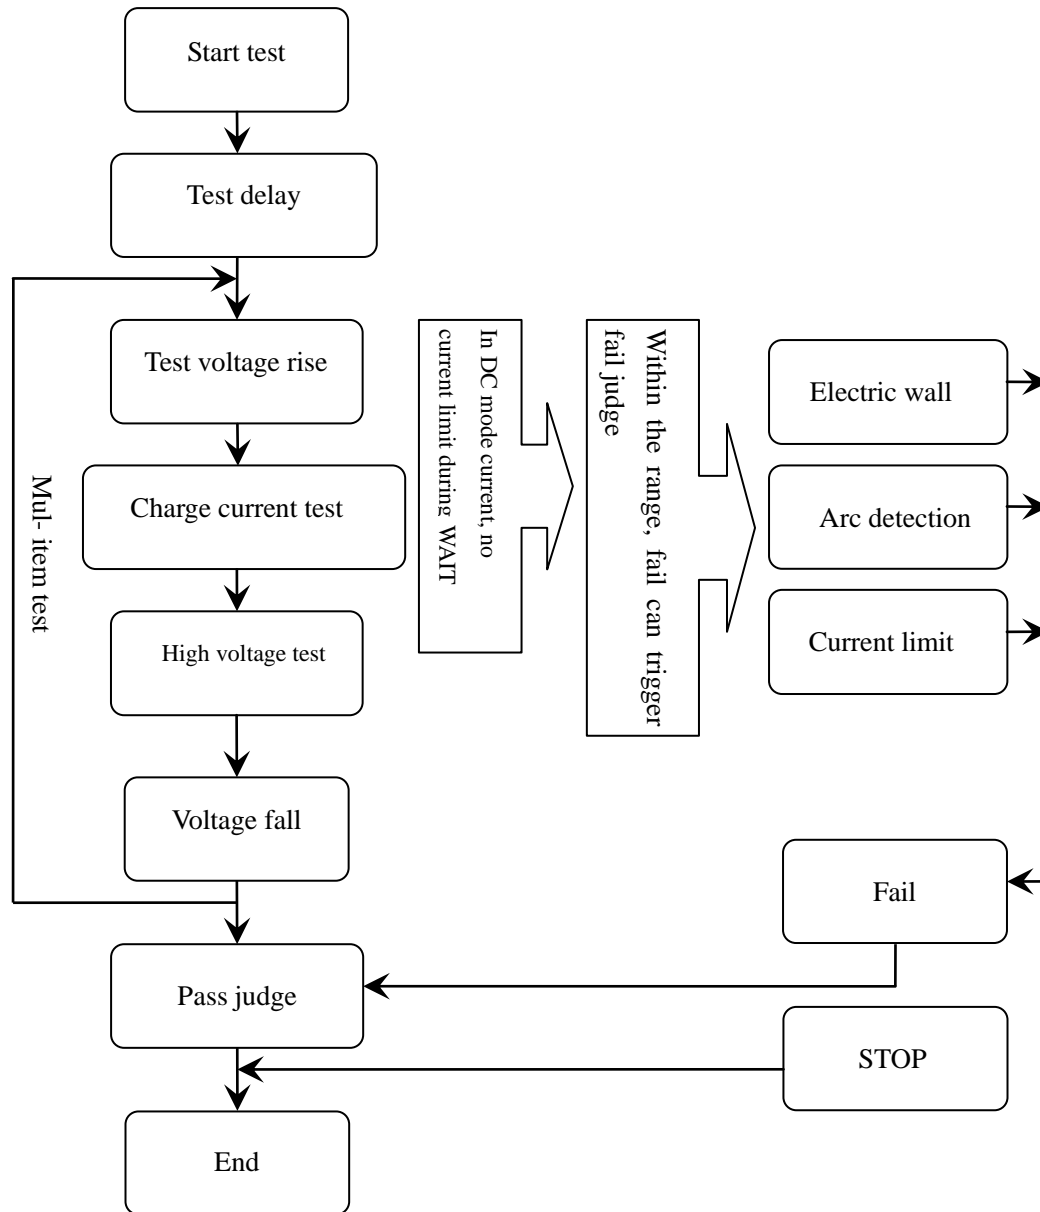 Start test
Test delay
Test voltage rise
Charge current test
High voltage test
Voltage fall
Pass judge
End
Mul- item test
In DC mode current, no
current limit during WAIT
Within the range, fail can trigger
fail judge
Electric wall
Arc detection
Current limit
Fail
STOP